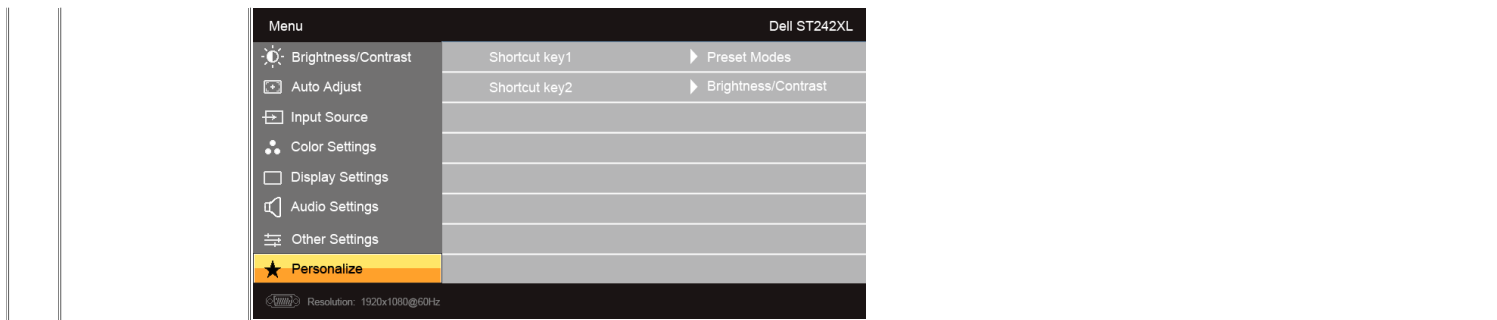 Menu Dell ST242XL
Brightness/Contrast Shortcut key1 Preset Modes
Auto Adjust Shortcut key2 Brightness/Contrast
Input Source
Color Settings
Display Settings
Audio Settings
Other Settings
Personalize
Resolution: 1920x1080@60Hz